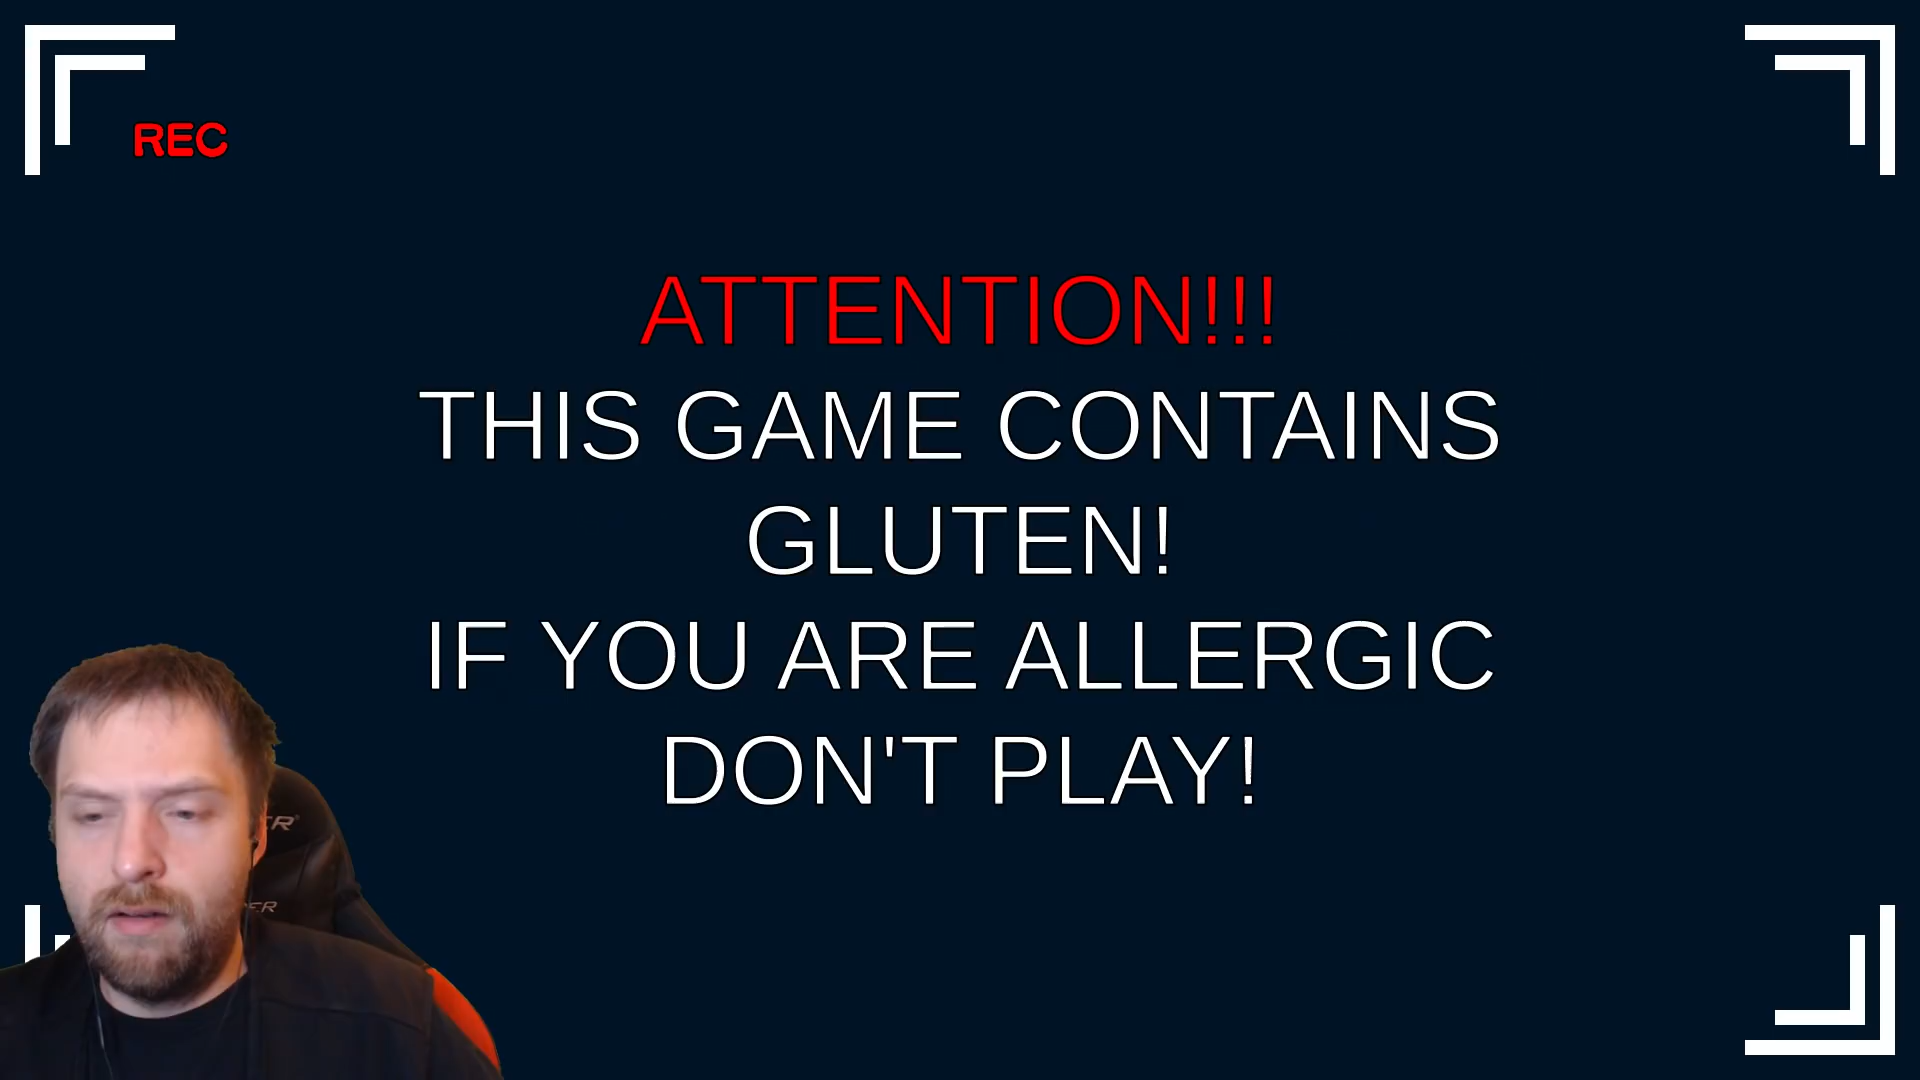 REC
ATTENTION!!!
THIS GAME CONTAINS
GLUTEN!
IF YOU ARE ALLERGIC
DON'T PLAY!